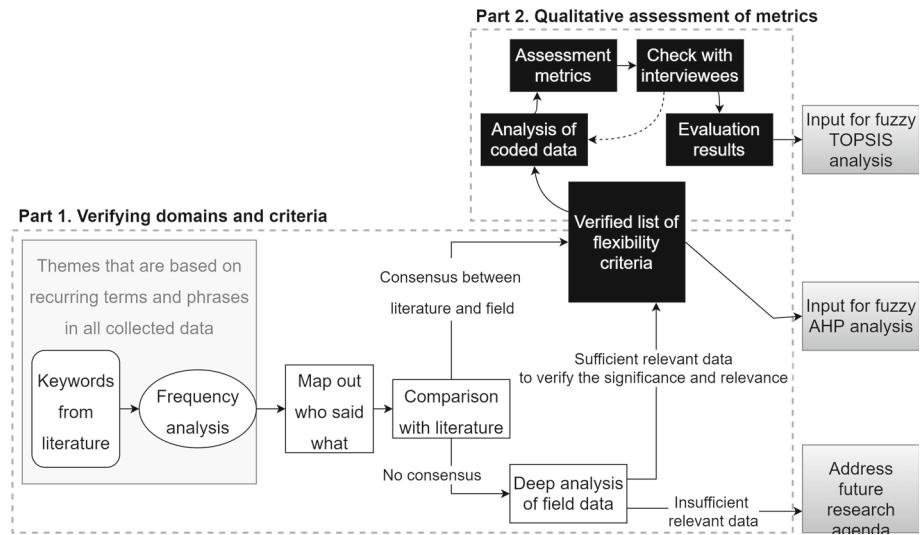 Part 2. Qualitative assessment of metrics
Assessment
metrics
Check with
interviewees
Analysis of
coded data
Evaluation
results
Input for fuzzy
TOPSIS
analysis
Part 1. Verifying domains and criteria
Verified list of
flexibility
criteria
Themes that are based on
recurring terms and phrases
in all collected data
Consensus between
literature and field
Input for fuzzy
AHP analysis
Keywords
from
literature
Frequency
analysis
Map out
who said
what
Comparison
with literature
Sufficient relevant data
to verify the significance and relevance
No consensus
Deep analysis
of field data
Insufficient
relevant data
Address
future
research
agenda